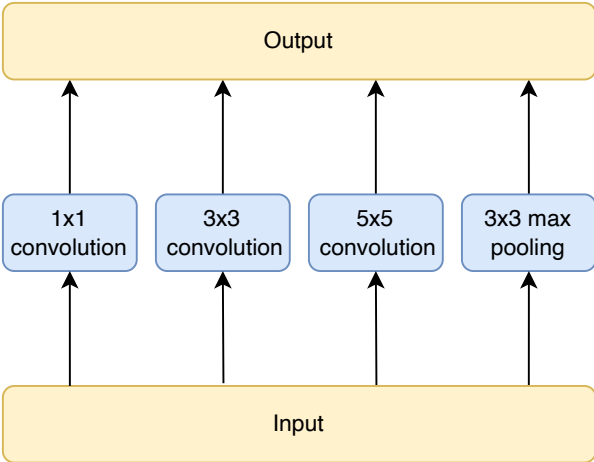 Output
1x1
convolution
3x3
convolution
5x5
convolution
3x3 max
pooling
Input